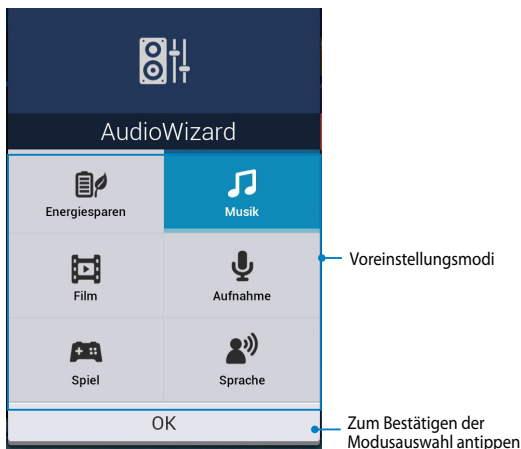 AudioWizard
Energiesparen
Musik
Film
Aufnahme
Voreinstellungsmodi
Spiel
Sprache
OK
Zum Bestätigen der
Modusauswahl antippen